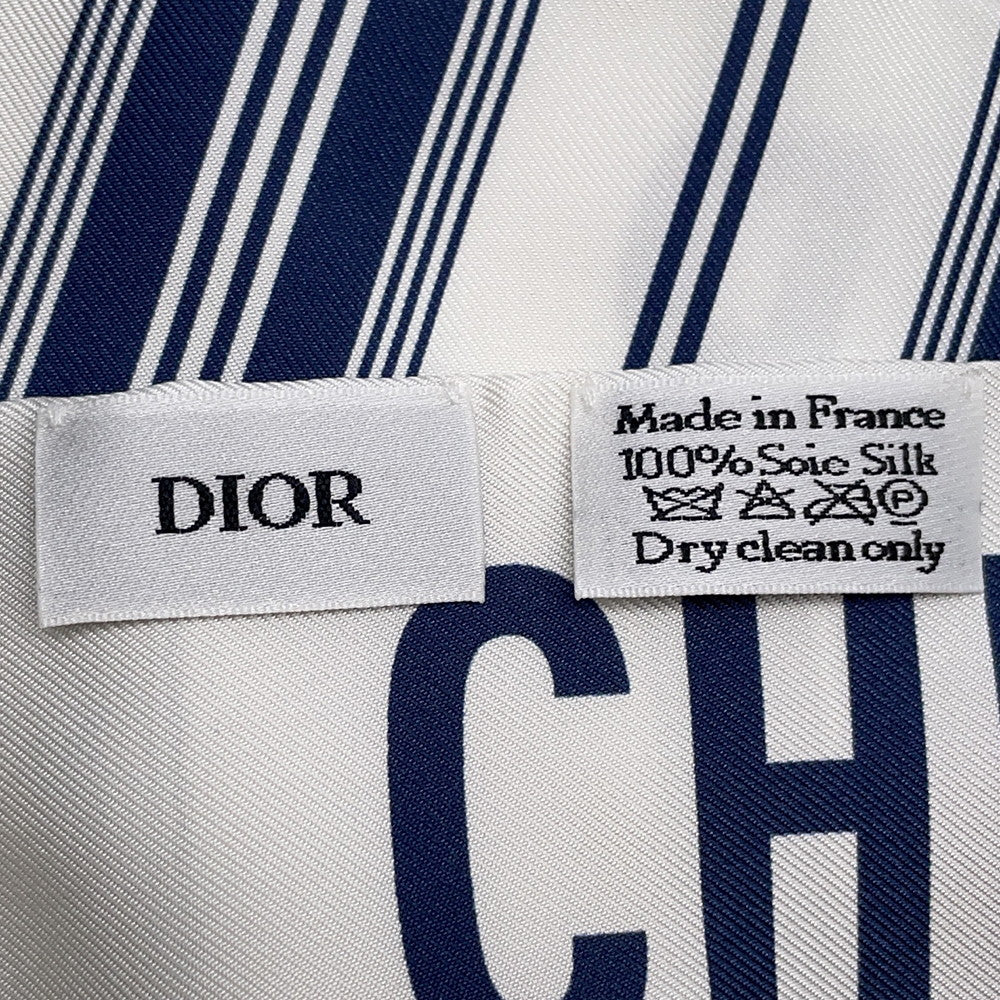 DIOR
Made in France
100% Soie Silk
P
Dry clean only
CH